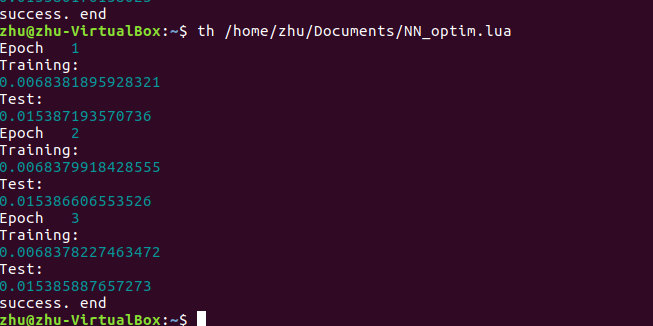 success. end
zhu@zhu-VirtualBox:~$ th /home/zhu/Documents/NN_optim.lua
Epoch 1
Training:
0.0068381895928321
Test:
0.015387193570736
Epoch 2
Training:
0.0068379918428555
Test:
0.015386606553526
Epoch 3
Training:
0.0068378227463472
Test:
0.015385887657273
success. end
zhu@zhu-VirtualBox:~$